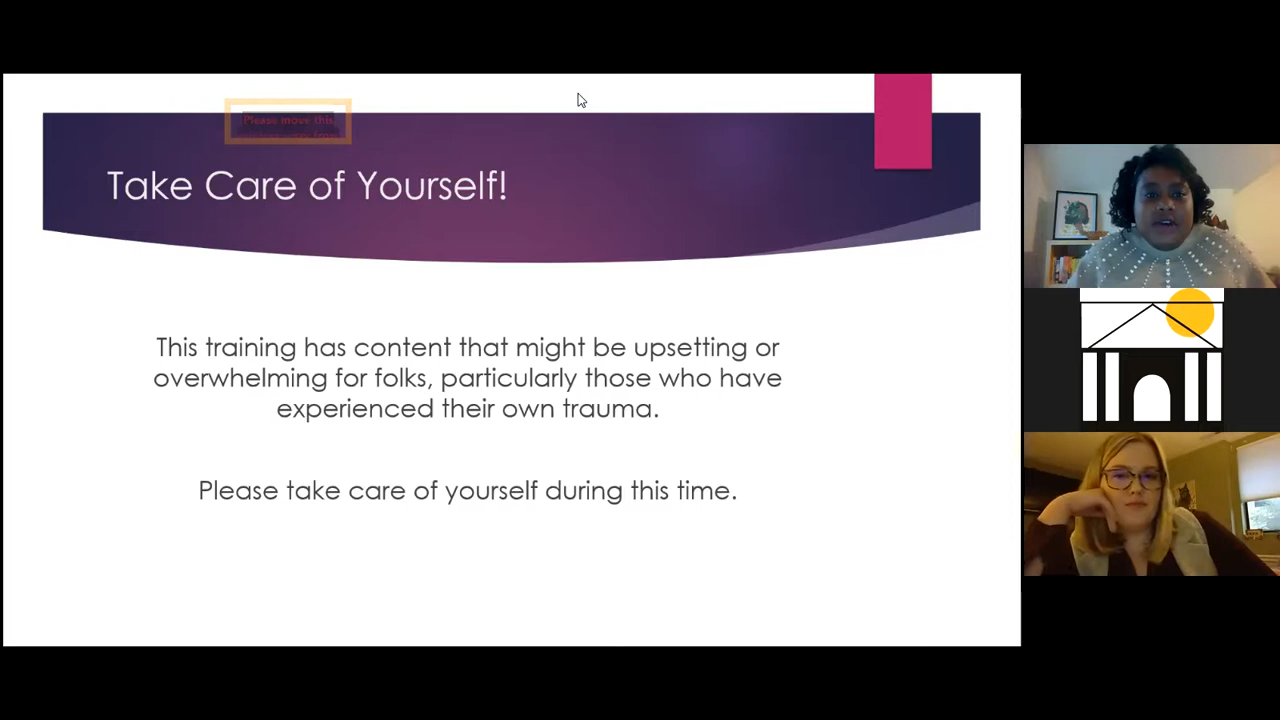 Please move this
Take Care of Yourself!
This training has content that might be upsetting or
overwhelming for folks, particularly those who have
experienced their own trauma.
Please take care of yourself during this time.